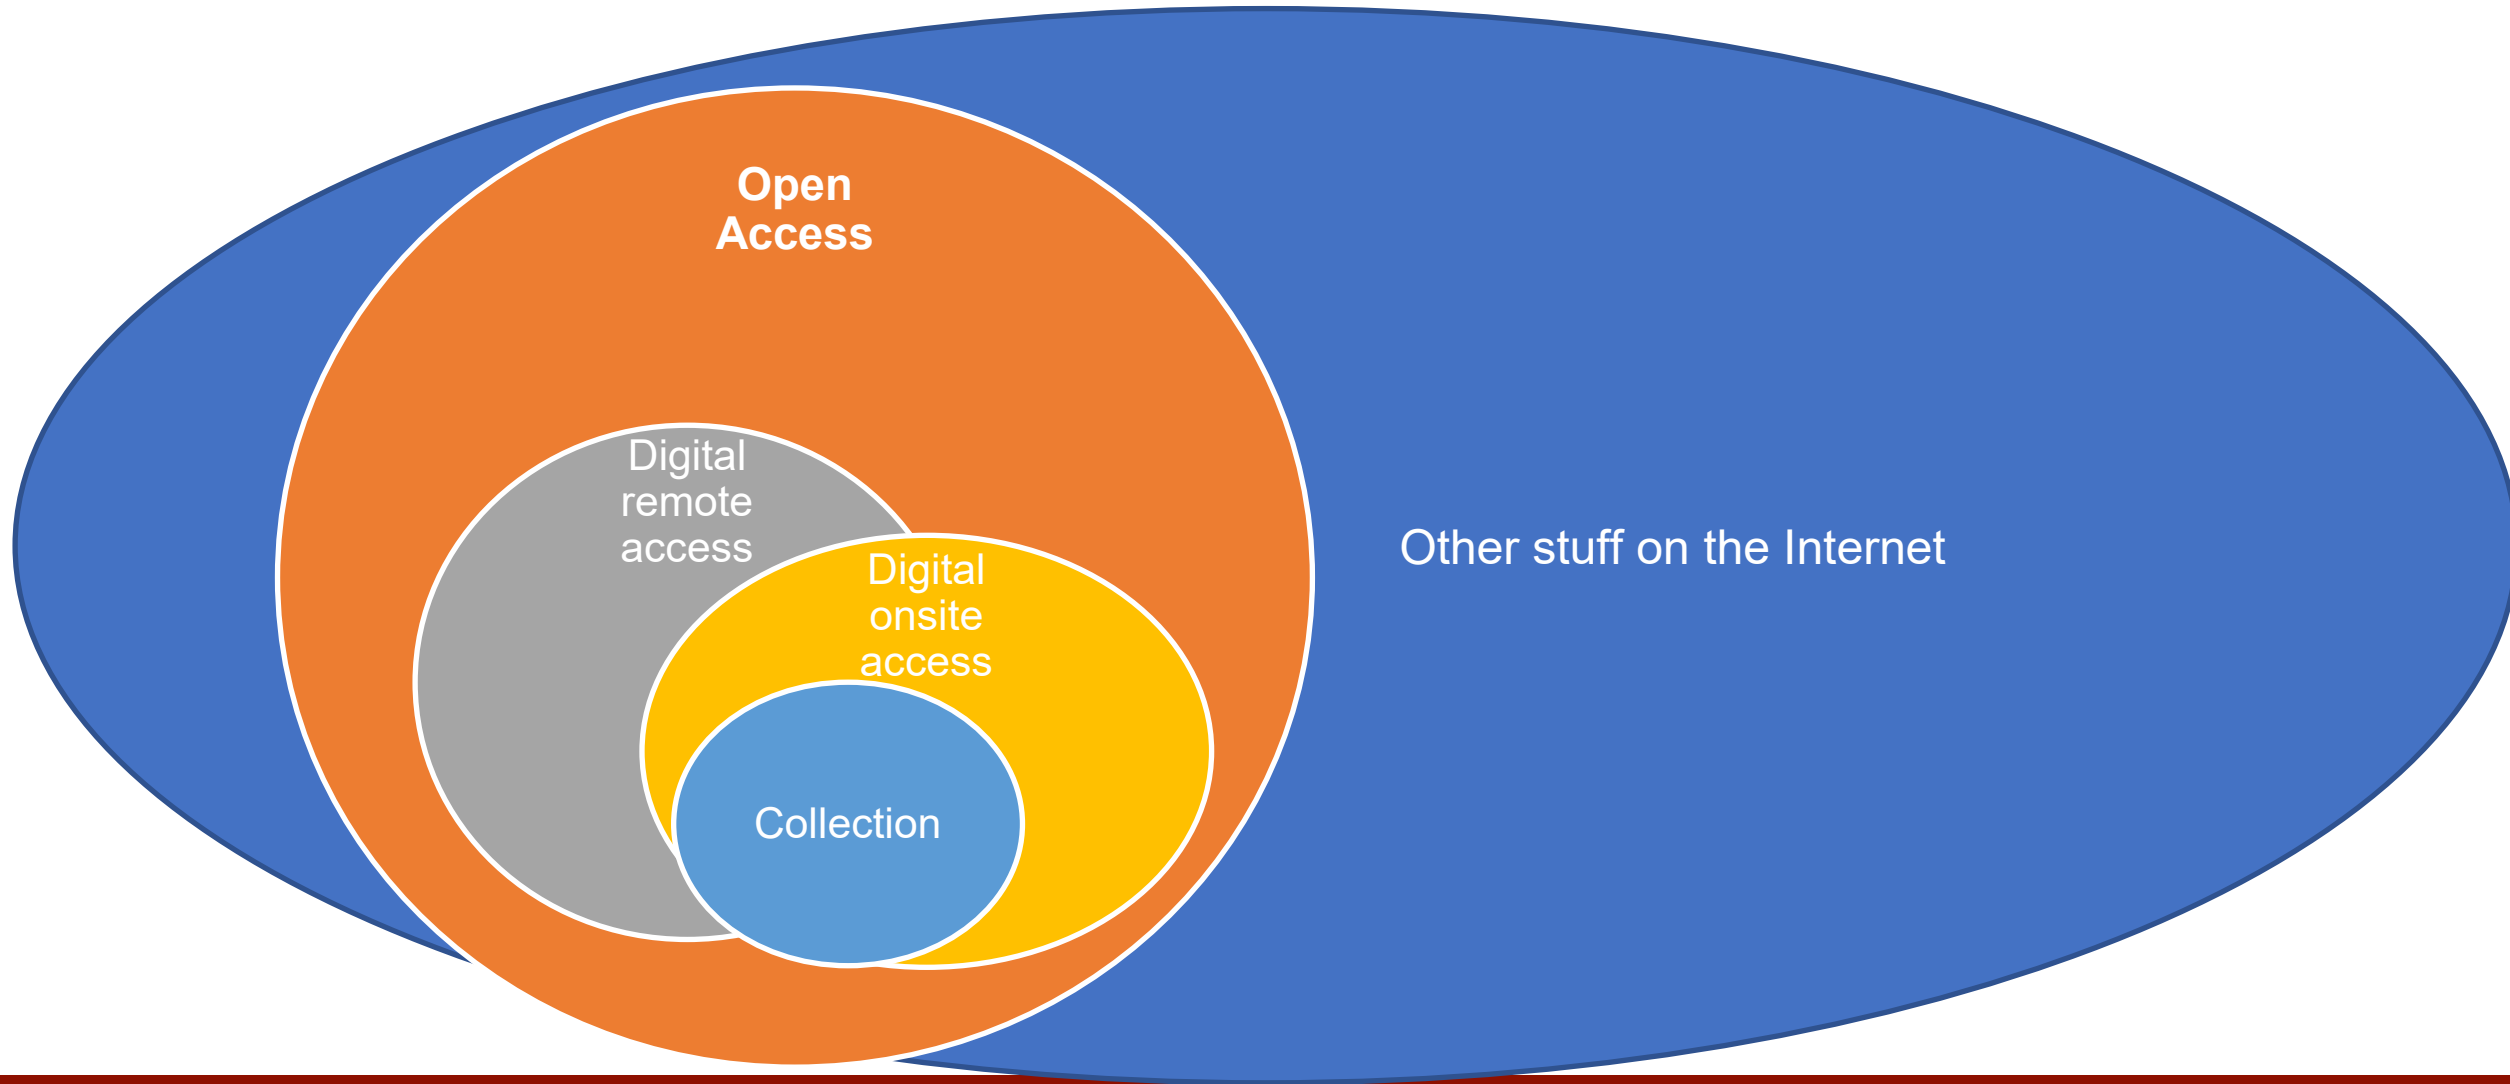 Open
Access
Digital
remote
access
Digital
onsite
access
Collection
Other stuff on the Internet